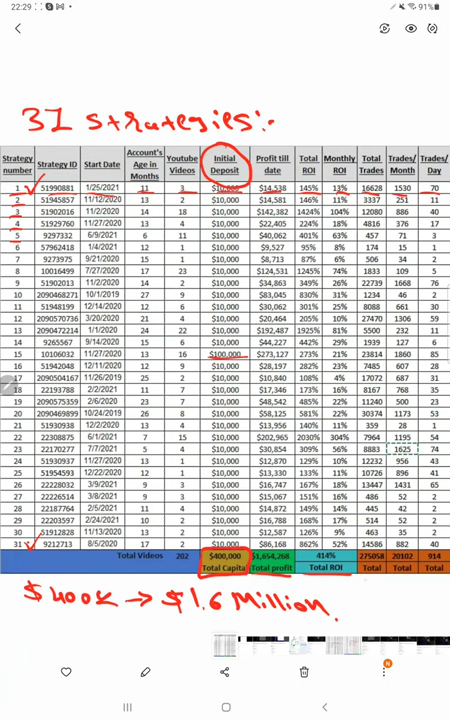 22:29 91%
31 strategies:-
Strategy number Strategy ID Start Date Account's Age in Months Youtube Videos Initial Deposit Profit till date Total ROI Monthly ROI Total Trades Trades/Month Trades/Day
1 51990881 1/25/2021 11 3 $10,000 $14,538 145% 13% 16628 1530 70
2 51945857 11/12/2020 13 2 $10,000 $14,581 146% 11% 3337 251 11
3 51902016 11/2/2020 14 18 $10,000 $142,382 1424% 104% 12080 886 40
4 51929760 11/27/2020 13 4 $10,000 $22,405 224% 18% 4816 376 17
5 9297332 6/9/2021 6 11 $10,000 $40,062 401% 63% 457 71 3
6 57962418 1/4/2021 12 1 $10,000 $9,527 95% 8% 174 15 1
7 9273975 9/21/2020 15 1 $10,000 $8,713 87% 6% 506 34 2
8 10016499 7/27/2020 17 23 $10,000 $124,531 1245% 74% 1833 109 5
9 51902013 11/2/2020 14 2 $10,000 $34,863 349% 26% 22739 1668 76
10 2090468271 10/1/2019 27 9 $10,000 $83,045 830% 31% 1234 46 2
11 51948199 12/14/2020 12 6 $10,000 $30,062 301% 25% 8088 661 30
12 2090570736 3/20/2020 21 4 $10,000 $20,464 205% 10% 27470 1306 59
13 2090472214 1/1/2020 24 22 $10,000 $192,487 1925% 81% 5500 232 11
14 9265567 9/14/2020 15 6 $10,000 $44,227 442% 29% 1939 127 6
15 10106032 11/27/2020 13 16 $100,000 $273,127 273% 21% 23814 1860 85
16 51942048 12/11/2020 12 9 $10,000 $28,197 282% 23% 7485 607 28
17 2090504167 11/26/2019 25 2 $10,000 $10,840 108% 4% 17072 687 31
18 22193788 2/2/2021 11 7 $10,000 $17,346 173% 16% 8167 768 35
19 2090575359 2/6/2020 23 7 $10,000 $48,542 485% 22% 11240 500 23
20 2090469899 10/24/2019 26 8 $10,000 $58,125 581% 22% 30374 1173 53
21 51930938 12/2/2020 13 4 $10,000 $13,956 140% 11% 359 28 1
22 22308875 6/1/2021 7 15 $10,000 $202,965 2030% 304% 7964 1195 54
23 22170277 7/7/2021 5 4 $10,000 $30,854 309% 56% 8883 1625 74
24 51930937 11/27/2020 13 1 $10,000 $12,870 129% 10% 12232 956 43
25 51954593 12/22/2020 12 1 $10,000 $13,330 133% 11% 10726 896 41
26 22228032 3/9/2021 9 3 $10,000 $16,747 167% 18% 13447 1431 65
27 22226514 3/8/2021 9 3 $10,000 $15,067 151% 16% 486 52 2
28 22187764 2/5/2021 11 4 $10,000 $14,872 149% 14% 445 42 2
29 22203597 2/24/2021 10 2 $10,000 $16,788 168% 17% 514 52 2
30 51912828 11/13/2020 13 2 $10,000 $12,587 126% 9% 463 35 2
31 9212713 8/5/2020 17 2 $10,000 $86,168 862% 52% 14586 882 40
Total Videos 202 $400,000 $1,654,268 414% 275058 20102 914
Total Capital Total profit Total ROI Total Total Total
$400K → $1.6 Million.
N